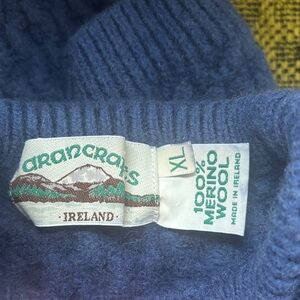 arancrafts
· IRELAND ·
XL
100%
MERINO
WOOL
MADE IN IRELAND